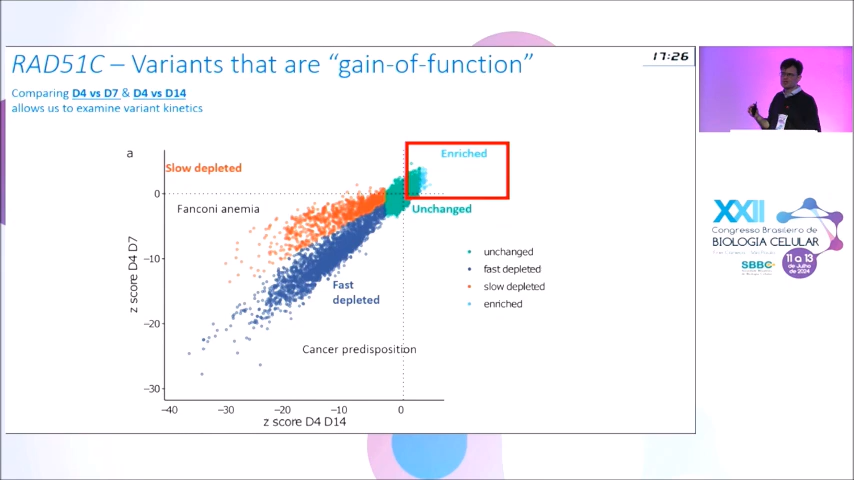 RAD51C – Variants that are “gain-of-function”
17:26
Comparing D4 vs D7 & D4 vs D14
allows us to examine variant kinetics
a
Enriched
Slow depleted
0
Fanconi anemia
Unchanged
z score D4 D7
−10
−20
−30
unchanged
fast depleted
slow depleted
enriched
Fast
depleted
Cancer predisposition
−40
−30
−20
−10
0
z score D4 D14
XXII
Congresso Brasileiro de
BIOLOGIA CELULAR
SBBC
11 a 13
de Julho
de 2024